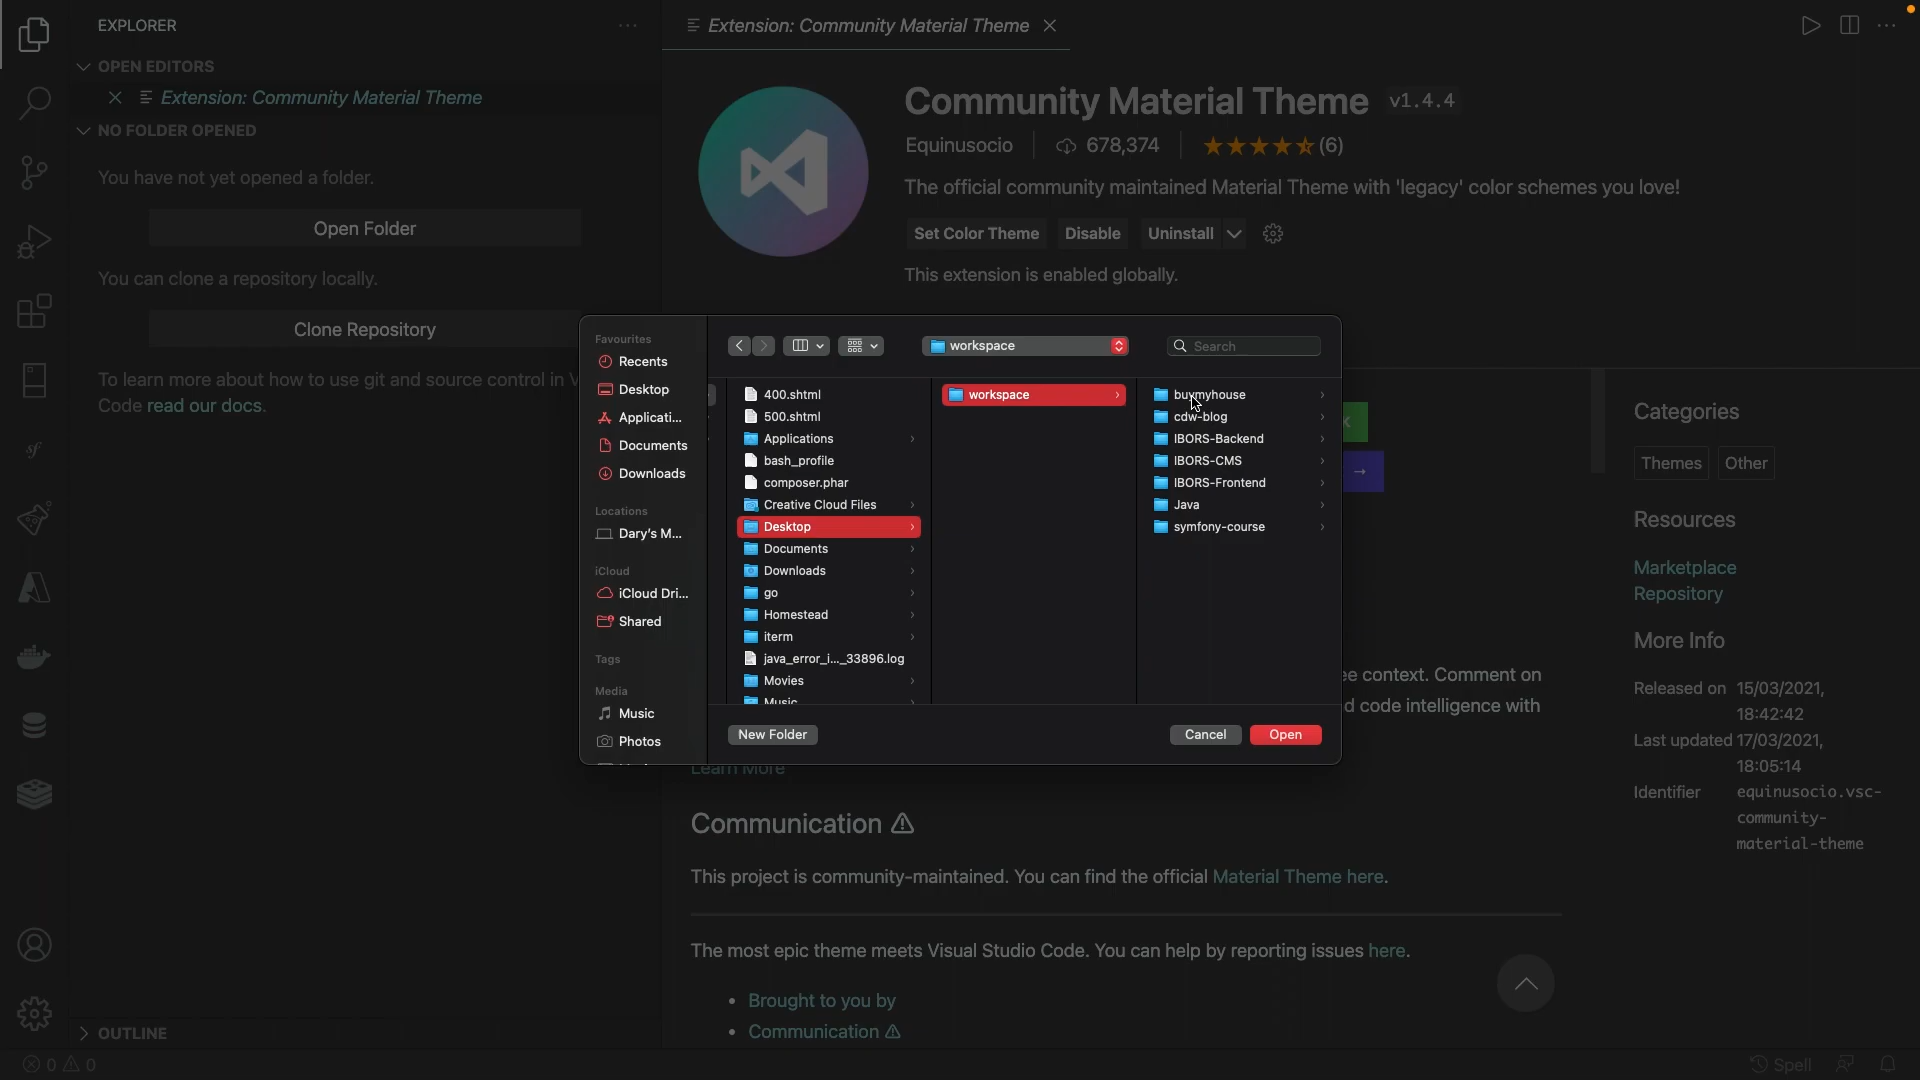 EXPLORER
OPEN EDITORS
Extension: Community Material Theme
NO FOLDER OPENED
You have not yet opened a folder.
Open Folder
You can clone a repository locally.
Clone Repository
To learn more about how to use git and source control in V
Code read our docs.
OUTLINE
0 0
Extension: Community Material Theme
Community Material Theme v1.4.4
Equinusocio 678,374 (6)
The official community maintained Material Theme with 'legacy' color schemes you love!
Set Color Theme Disable Uninstall
This extension is enabled globally.
Favourites
Recents
Desktop
Applicati...
Documents
Downloads
Locations
Dary's M...
iCloud
iCloud Dri...
Shared
Tags
Media
Music
Photos
workspace
Search
400.shtml
500.shtml
Applications
bash_profile
composer.phar
Creative Cloud Files
Desktop
Documents
Downloads
go
Homestead
iterm
java_error_i..._33896.log
Movies
Music
workspace
buymyhouse
cdw-blog
IBORS-Backend
IBORS-CMS
IBORS-Frontend
Java
symfony-course
New Folder
Cancel
Open
ee context. Comment on
d code intelligence with
Learn More
Communication
This project is community-maintained. You can find the official Material Theme here.
The most epic theme meets Visual Studio Code. You can help by reporting issues here.
• Brought to you by
• Communication
Categories
Themes Other
Resources
Marketplace
Repository
More Info
Released on 15/03/2021,
18:42:42
Last updated 17/03/2021,
18:05:14
Identifier equinusocio.vsc-
community-
material-theme
Spell